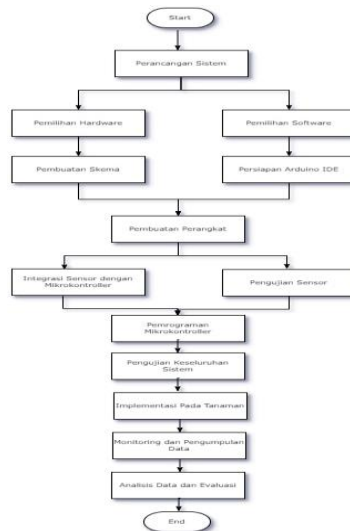 Start
Perancangan Sistem
Pemilihan Hardware
Pemilihan Software
Pembuatan Skema
Persiapan Arduino IDE
Pembuatan Perangkat
Integrasi Sensor dengan
Mikrokontroller
Pengujian Sensor
Pemrograman
Mikrokontroller
Pengujian Keseluruhan
Sistem
Implementasi Pada Tanaman
Monitoring dan Pengumpulan
Data
Analisis Data dan Evaluasi
End